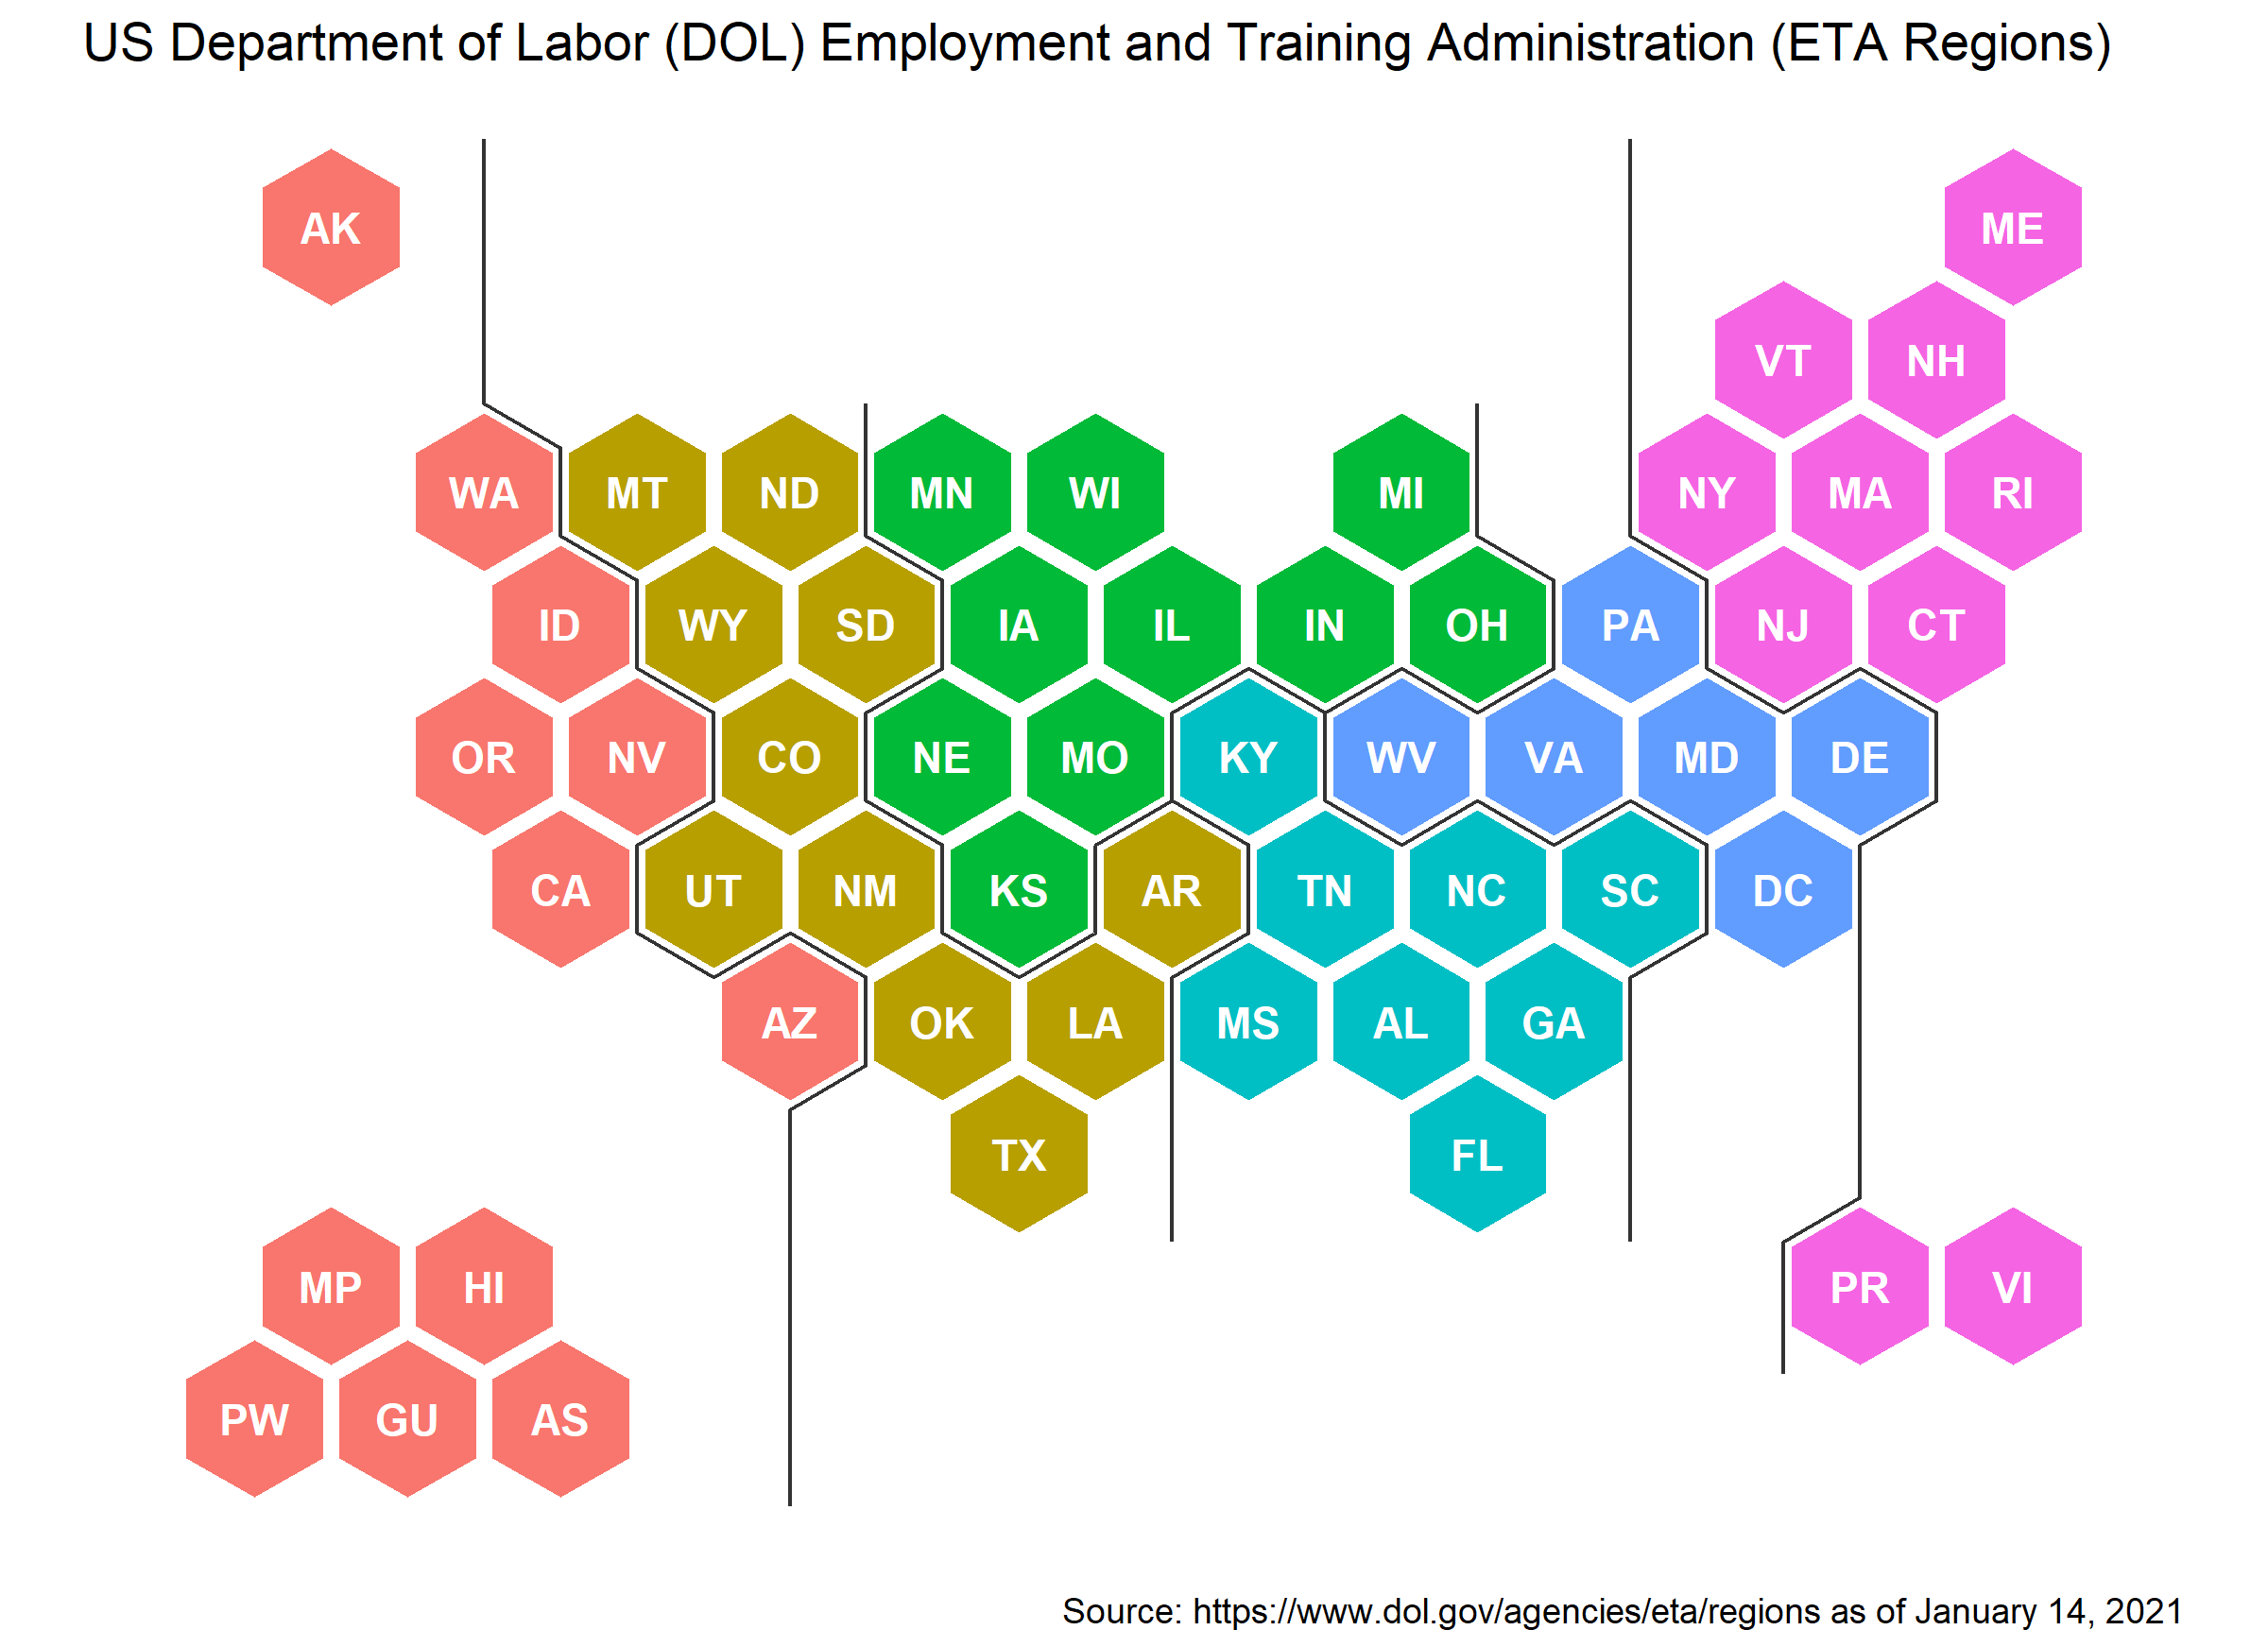 US Department of Labor (DOL) Employment and Training Administration (ETA Regions)
AK ME
VT NH
WA MT ND MN WI MI NY MA RI
ID WY SD IA IL IN OH PA NJ CT
OR NV CO NE MO KY WV VA MD DE
CA UT NM KS AR TN NC SC DC
AZ OK LA MS AL GA
TX FL
MP HI PR VI
PW GU AS
Source: https://www.dol.gov/agencies/eta/regions as of January 14, 2021